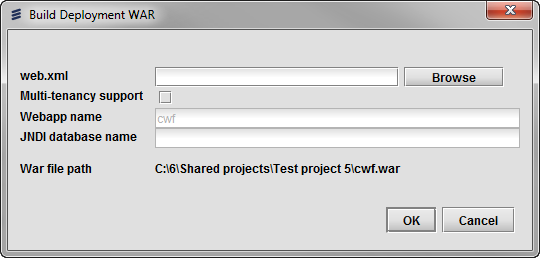 Build Deployment WAR
web.xml Browse
Multi-tenancy support
Webapp name cwf
JNDI database name
War file path C:\6\Shared projects\Test project 5\cwf.war
OK Cancel